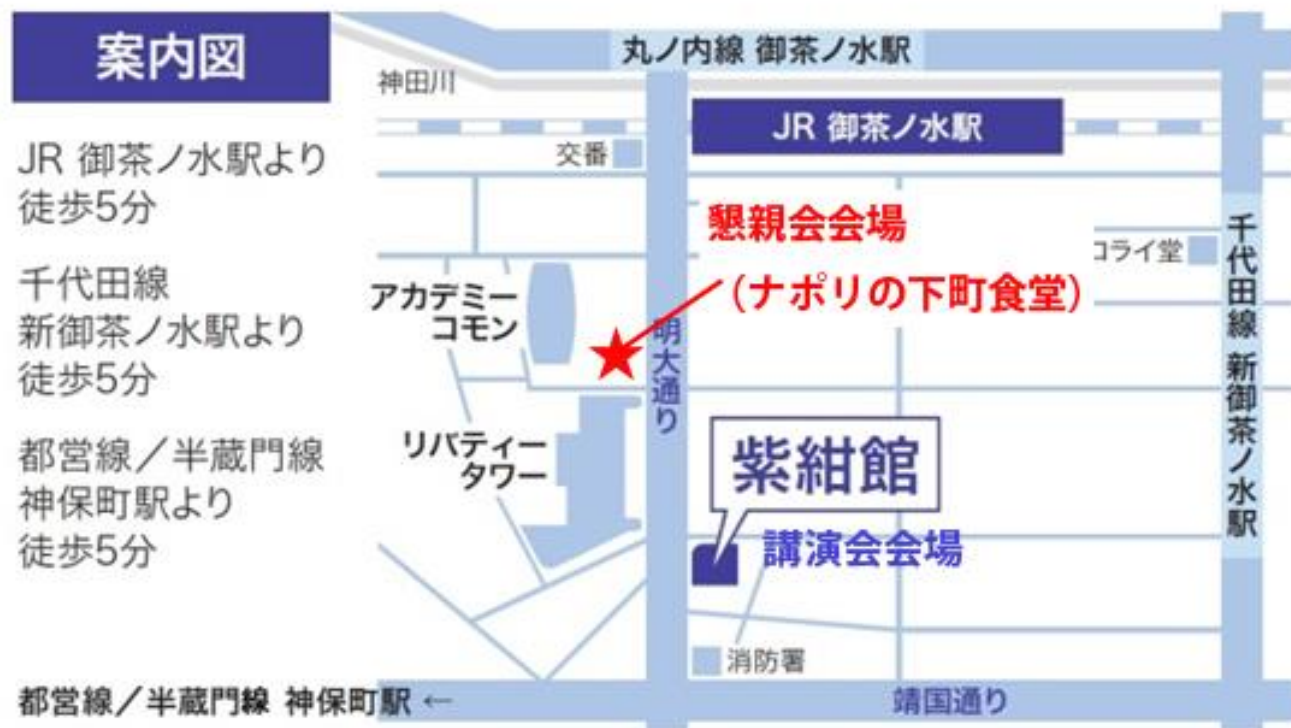 案内図
JR 御茶ノ水駅より
徒歩5分
千代田線
新御茶ノ水駅より
徒歩5分
都営線／半蔵門線
神保町駅より
徒歩5分
丸ノ内線 御茶ノ水駅
神田川
JR 御茶ノ水駅
交番
懇親会会場
(ナポリの下町食堂)
コライ堂
千代田線 新御茶ノ水駅
アカデミー
コモン
明大通り
リバティー
タワー
紫紺館
講演会会場
消防署
都営線／半蔵門線 神保町駅 ←
靖国通り